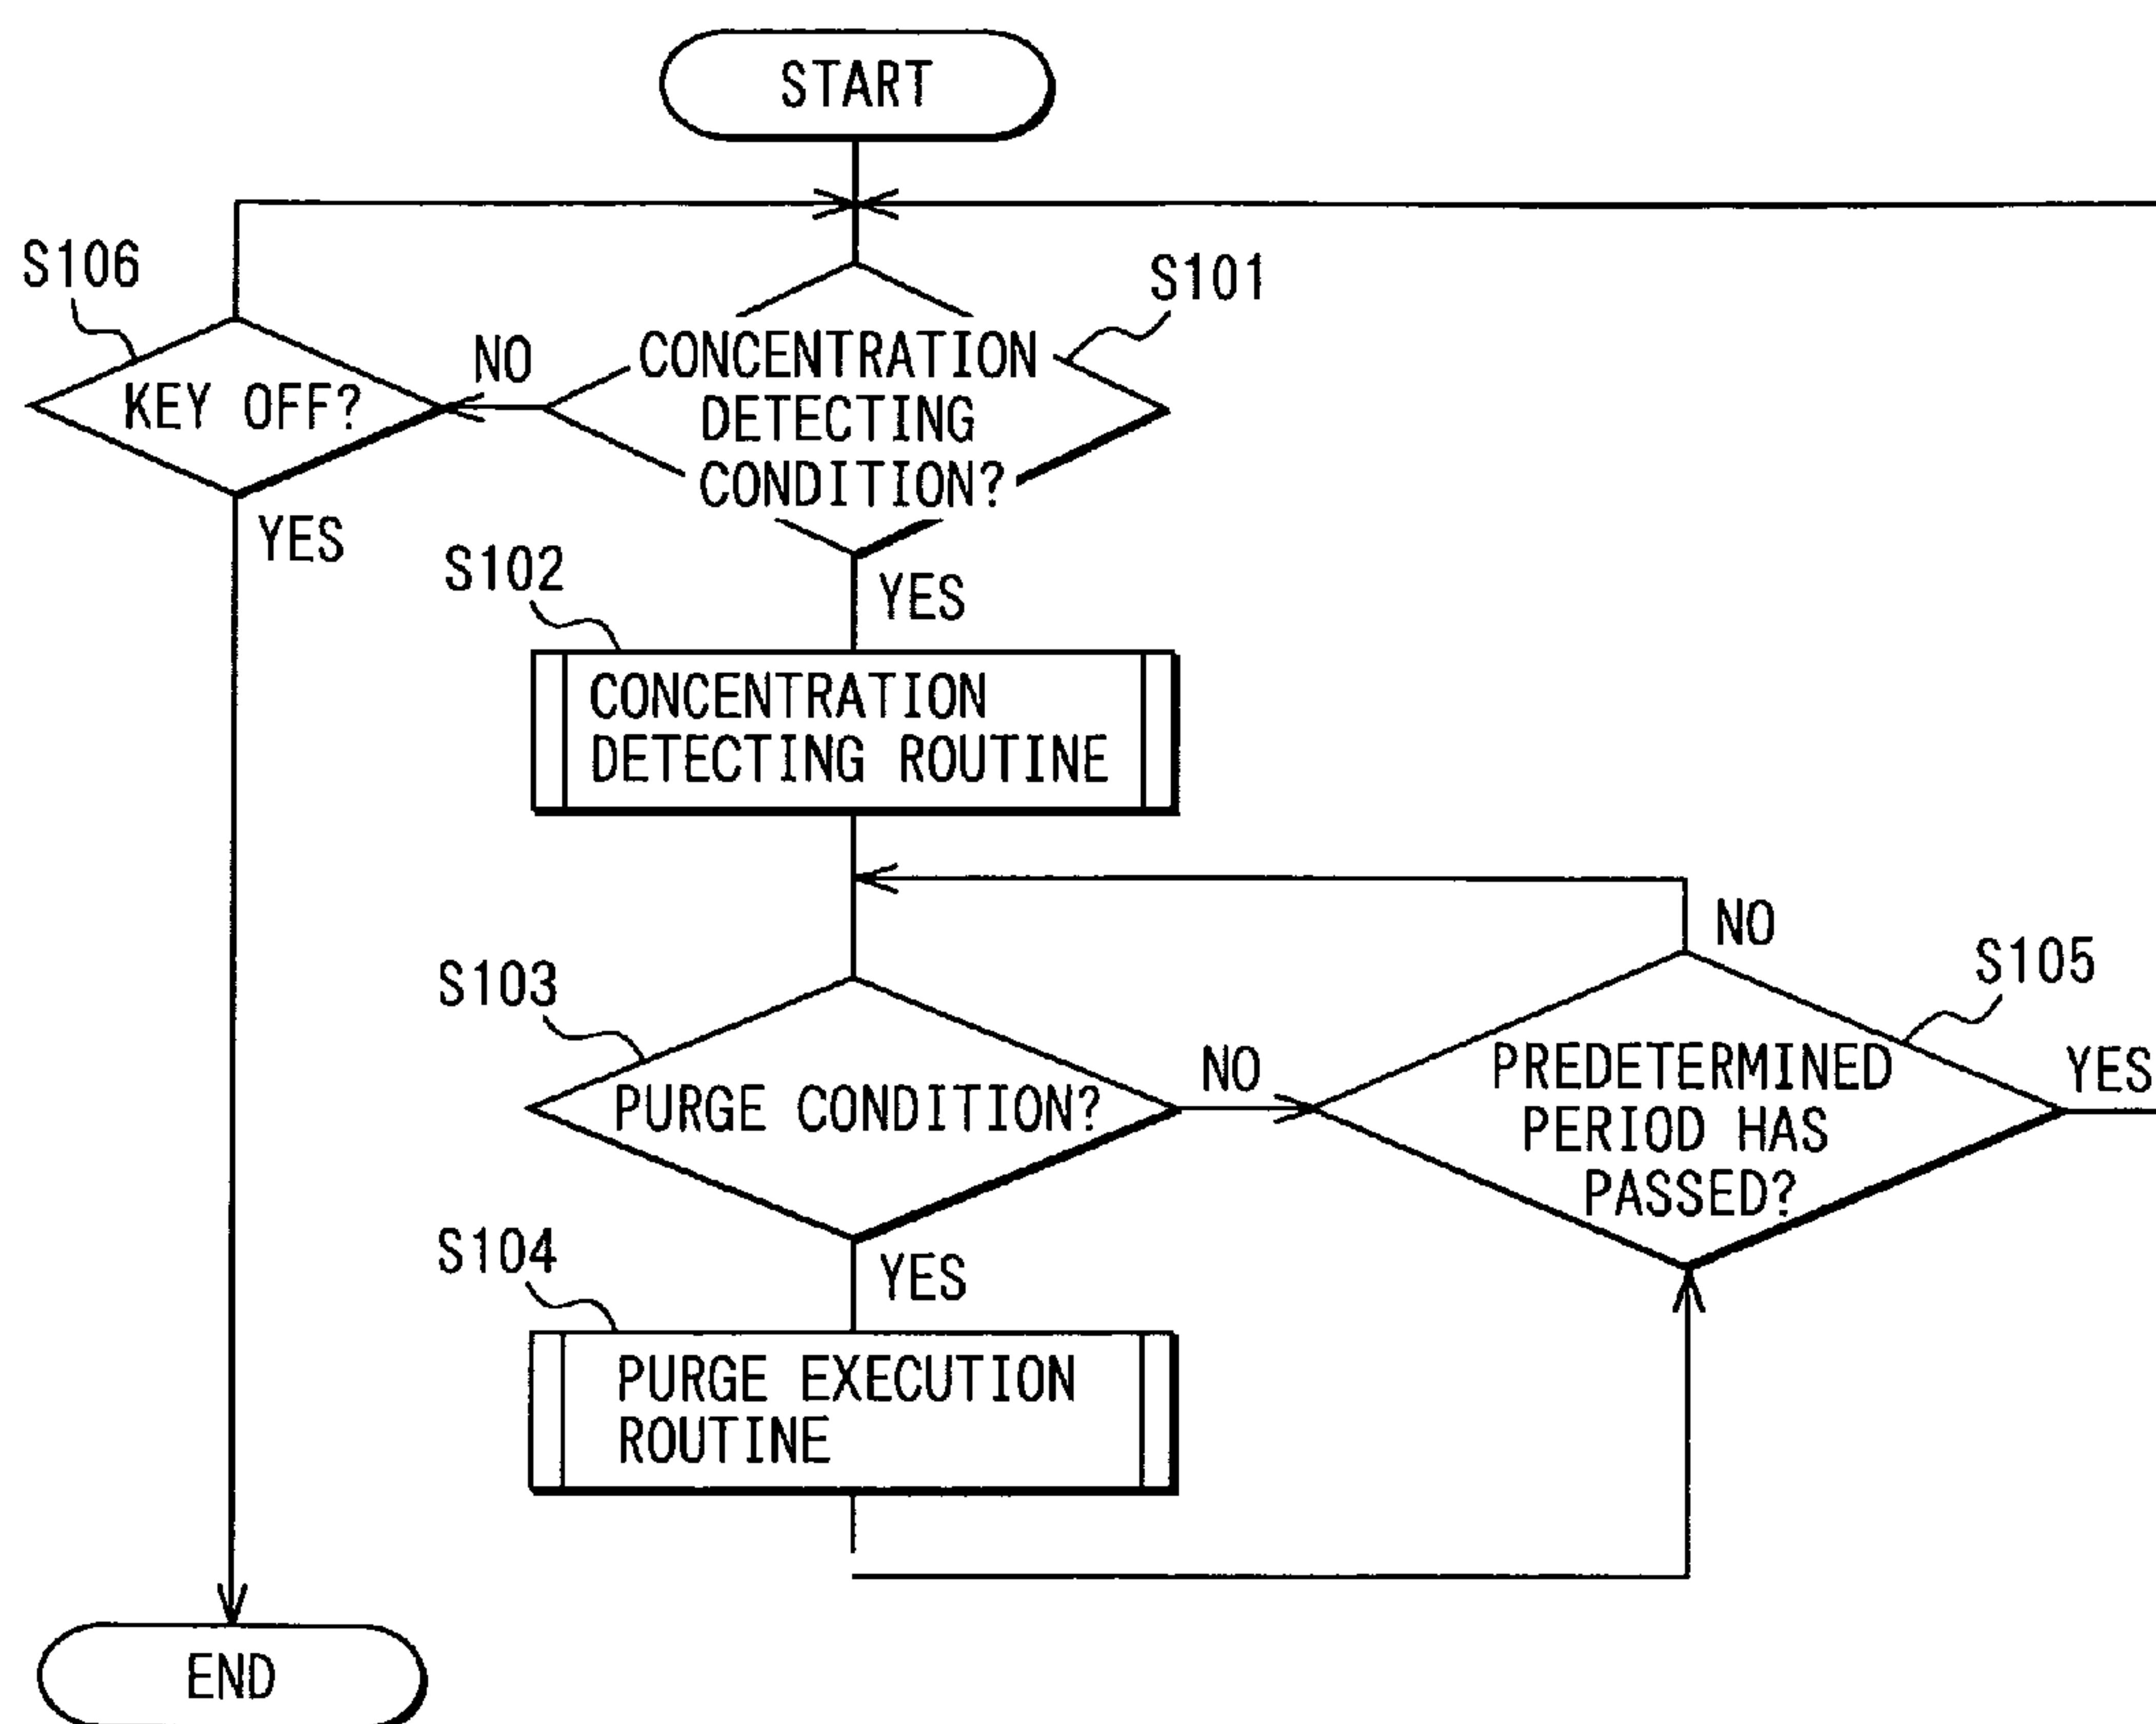 START
S106
S101
NO
CONCENTRATION
DETECTING
CONDITION?
KEY OFF?
YES
S102
YES
CONCENTRATION
DETECTING ROUTINE
NO
S103
S105
NO
YES
PURGE CONDITION?
PREDETERMINED
PERIOD HAS
PASSED?
S104
YES
PURGE EXECUTION
ROUTINE
END